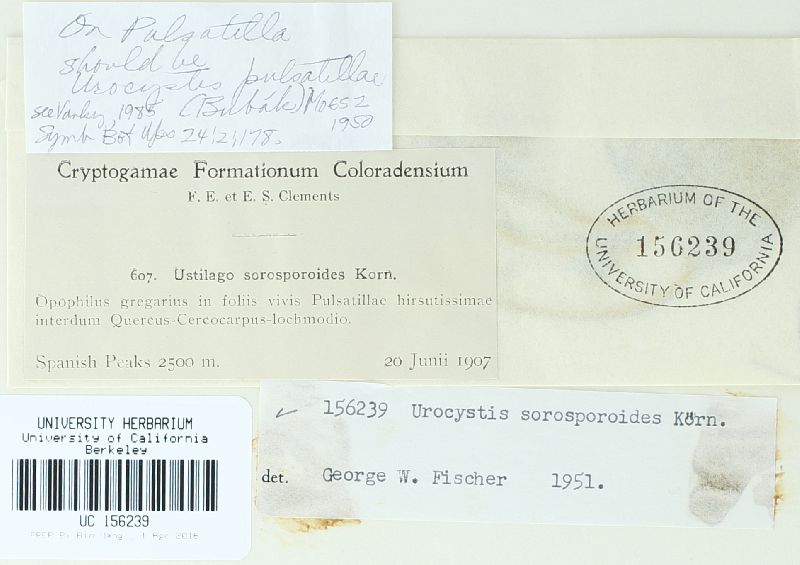 On Pulsatilla
should be
Urocystis pulsatillae
see Vanky, 1985 (Bubák) Moesz
1950
Symb Bot Ups 24(2):178.
Cryptogamae Formationum Coloradensium
F. E. et E. S. Clements
607. Ustilago sorosporoides Korn.
Opophilus gregarius in foliis vivis Pulsatillae hirsutissimae
interdum Quercus-Cercocarpus-lochmodio.
Spanish Peaks 2500 m. 20 Junii 1907
HERBARIUM OF THE
156239
UNIVERSITY OF CALIFORNIA
156239 Urocystis sorosporoides Körn.
det. George W. Fischer 1951.
UNIVERSITY HERBARIUM
University of California
Berkeley
UC 156239